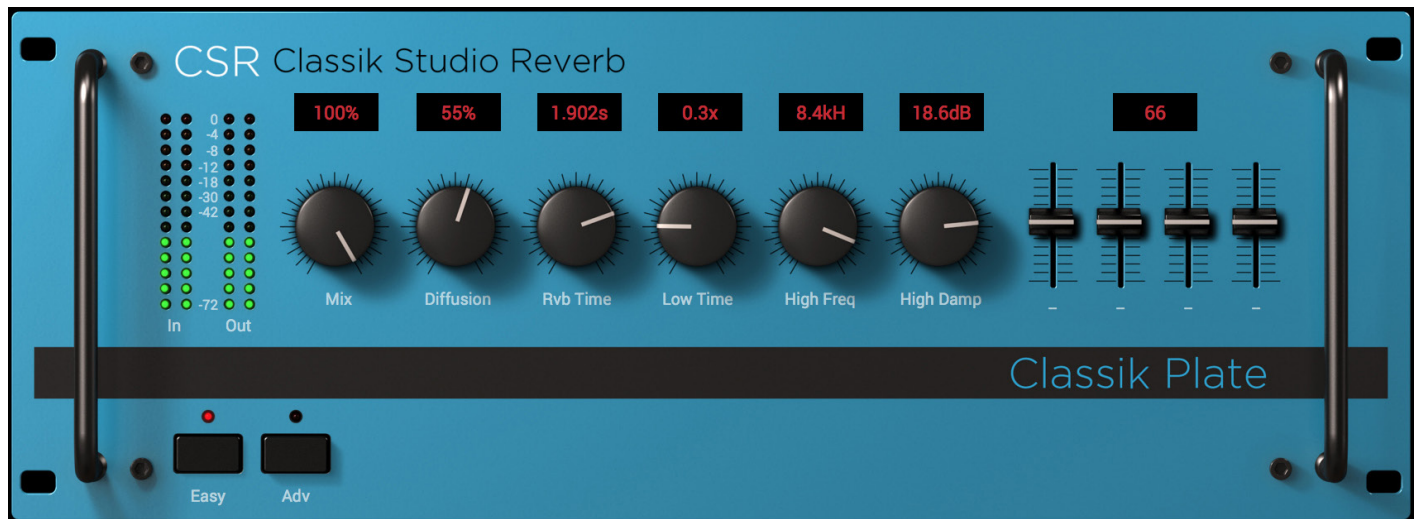 CSR Classik Studio Reverb
100% 55% 1.902s 0.3x 8.4kH 18.6dB 66
0
-4
-8
-12
-18
-30
-42
-72
In Out
Mix Diffusion Rvb Time Low Time High Freq High Damp - - - -
Classik Plate
Easy Adv